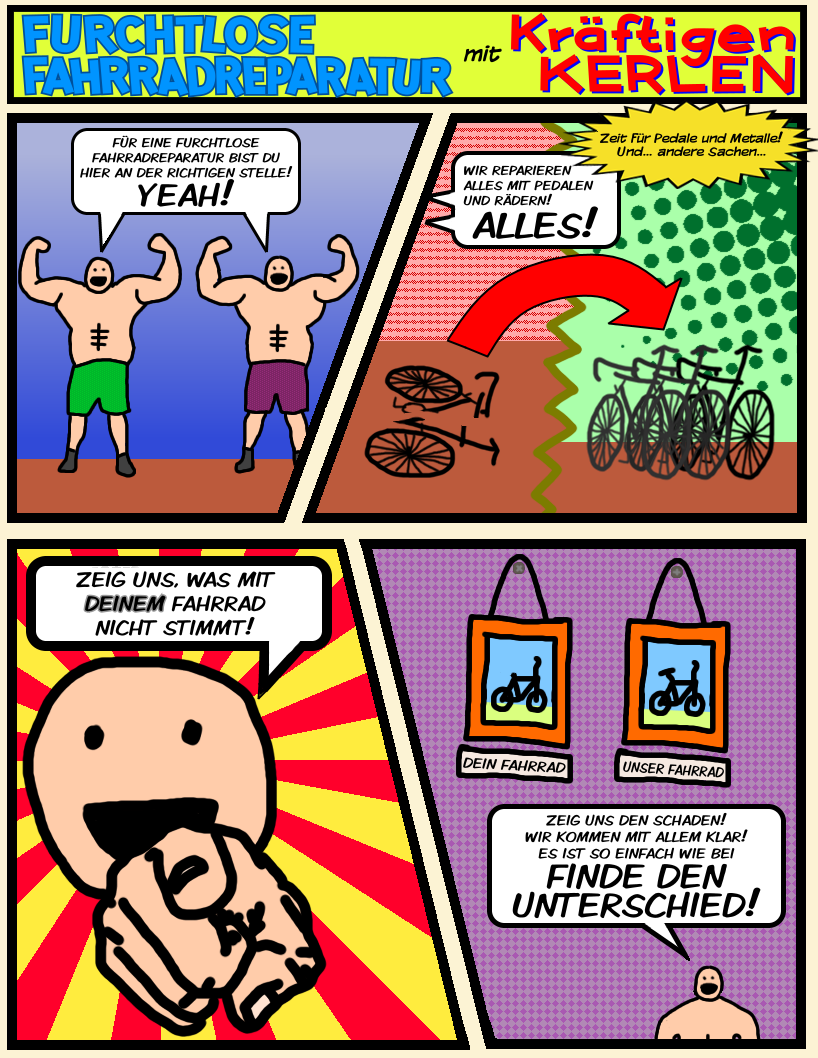 FURCHTLOSE
FAHRRADREPARATUR
mit
Kräftigen
KERLEN
FÜR EINE FURCHTLOSE
FAHRRADREPARATUR BIST DU
HIER AN DER RICHTIGEN STELLE!
YEAH!
Zeit Für Pedale und Metalle!
Und... andere Sachen...
WIR REPARIEREN
ALLES MIT PEDALEN
UND RÄDERN!
ALLES!
ZEIG UNS, WAS MIT
DEINEM FAHRRAD
NICHT STIMMT!
DEIN FAHRRAD
UNSER FAHRRAD
ZEIG UNS DEN SCHADEN!
WIR KOMMEN MIT ALLEM KLAR!
ES IST SO EINFACH WIE BEI
FINDE DEN
UNTERSCHIED!